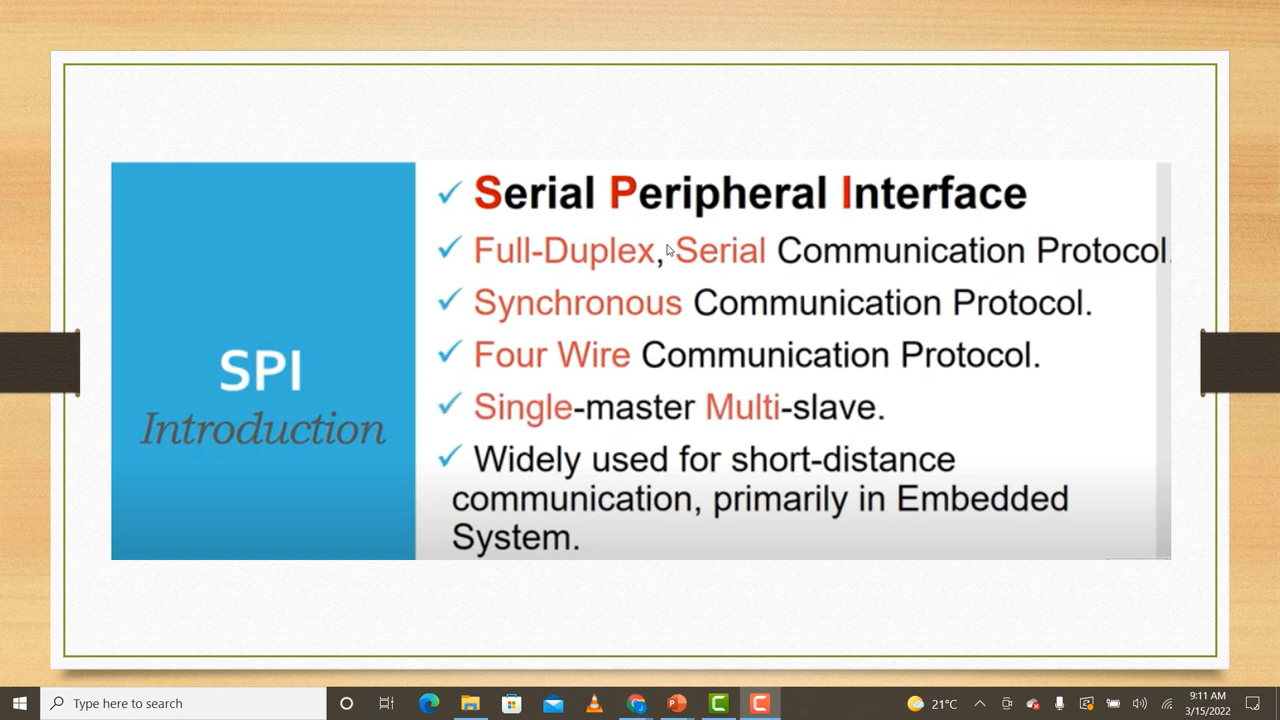 SPI
Introduction
✓ Serial Peripheral Interface
✓ Full-Duplex, Serial Communication Protocol.
✓ Synchronous Communication Protocol.
✓ Four Wire Communication Protocol.
✓ Single-master Multi-slave.
✓ Widely used for short-distance
communication, primarily in Embedded
System.
Type here to search
21°C
9:11 AM
3/15/2022